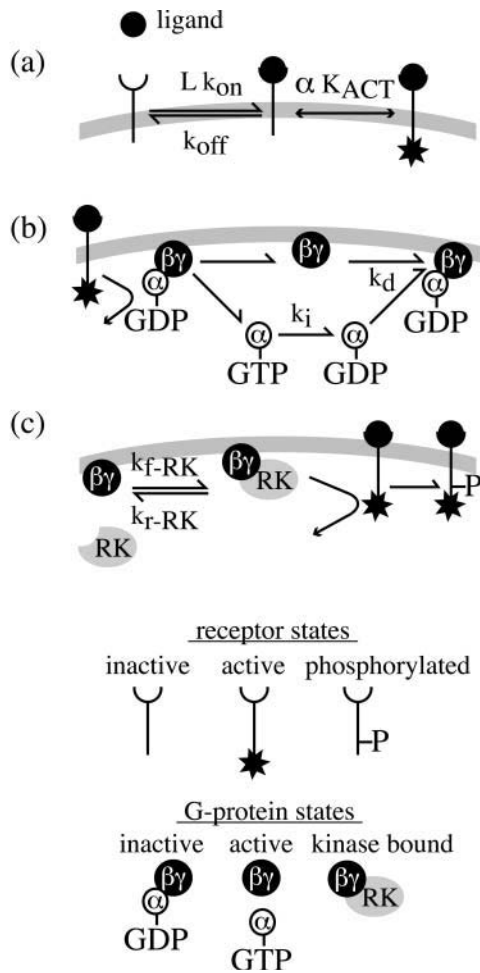 ligand
(a)
L kon
α KACT
koff
(b)
βγ
βγ
βγ
α
α
GDP
kd
GDP
ki
α
α
GTP
GDP
(c)
βγ
kf-RK
kr-RK
βγ
RK
P
RK
receptor states
inactive active phosphorylated
P
G-protein states
inactive active kinase bound
βγ
βγ
βγ
α
RK
GDP
α
GTP